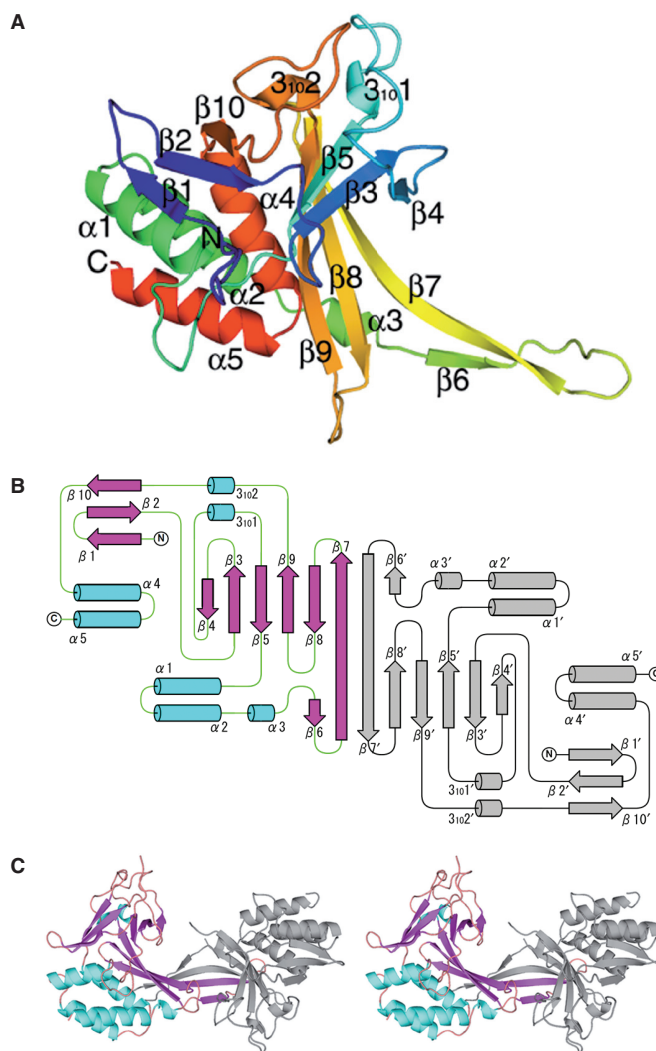 A
3₁₀2
3₁₀1
β10
β2
β5
β1
α4
β3
β4
α1
N
C
α2
β8
β7
α3
α5
β9
β6
B
β10
3₁₀2
β2
3₁₀1
β7
β6′
α3′
α2′
N
β1
β3
β9
α4
α1′
C
α5
β4
β5
β8
β8′
β5′
β4′
α5′
C
α1
α4′
α2
α3
β6
β7′
β9′
β3′
N
β1′
β2′
3₁₀1′
3₁₀2′
β10′
C